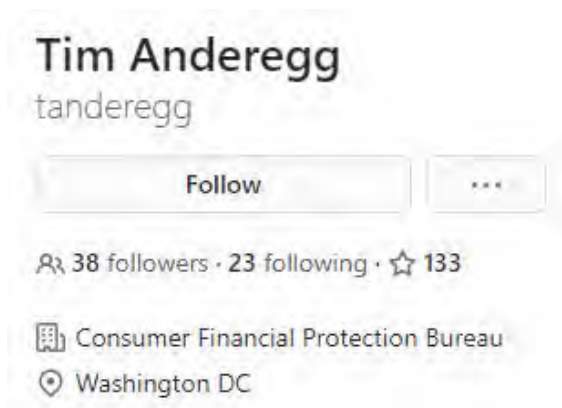 Tim Anderegg
tanderegg
Follow ...
38 followers · 23 following · 133
Consumer Financial Protection Bureau
Washington DC